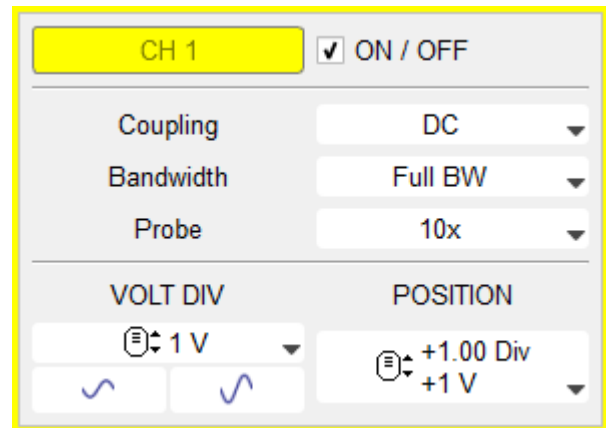 CH 1 ON / OFF
Coupling DC
Bandwidth Full BW
Probe 10x
VOLT DIV POSITION
1 V
+1.00 Div
+1 V